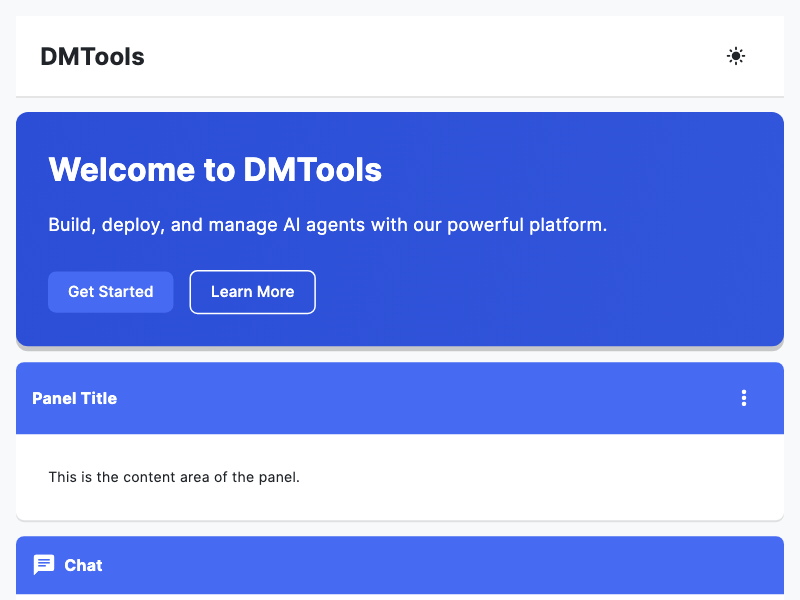 DMTools
Welcome to DMTools
Build, deploy, and manage AI agents with our powerful platform.
Get Started
Learn More
Panel Title
This is the content area of the panel.
Chat